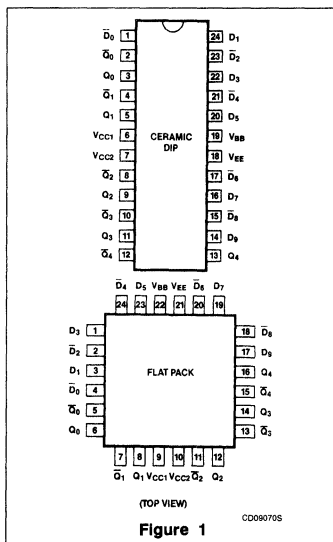 D̅0 1 24 D1
Q̅0 2 23 D̅2
Q0 3 22 D3
Q̅1 4 21 D̅4
Q1 5 20 D5
VCC1 6 CERAMIC 19 VBB
VCC2 7 DIP 18 VEE
Q̅2 8 17 D̅6
Q2 9 16 D7
Q̅3 10 15 D̅8
Q3 11 14 D9
Q̅4 12 13 Q4
D̅4 D5 VBB VEE D̅6 D7
24 23 22 21 20 19
D3 1 18 D̅8
D̅2 2 17 D9
D1 3 FLAT PACK 16 Q4
D̅0 4 15 Q̅4
Q̅0 5 14 Q3
Q0 6 13 Q̅3
7 8 9 10 11 12
Q̅1 Q1 VCC1 VCC2 Q̅2 Q2
(TOP VIEW)
CD09070S
Figure 1